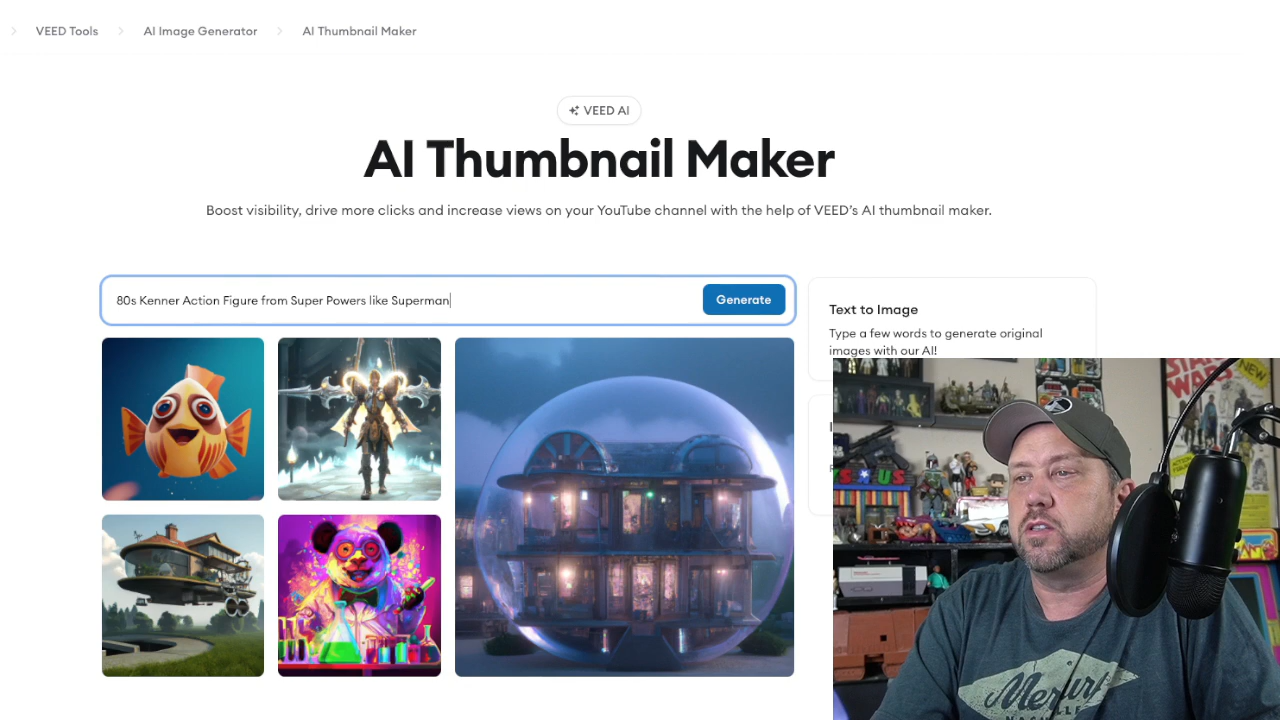 VEED Tools
AI Image Generator
AI Thumbnail Maker
VEED AI
AI Thumbnail Maker
Boost visibility, drive more clicks and increase views on your YouTube channel with the help of VEED’s AI thumbnail maker.
80s Kenner Action Figure from Super Powers like Superman
Generate
Text to Image
Type a few words to generate original
images with our AI!
STAR
WARS
NEW
R
US